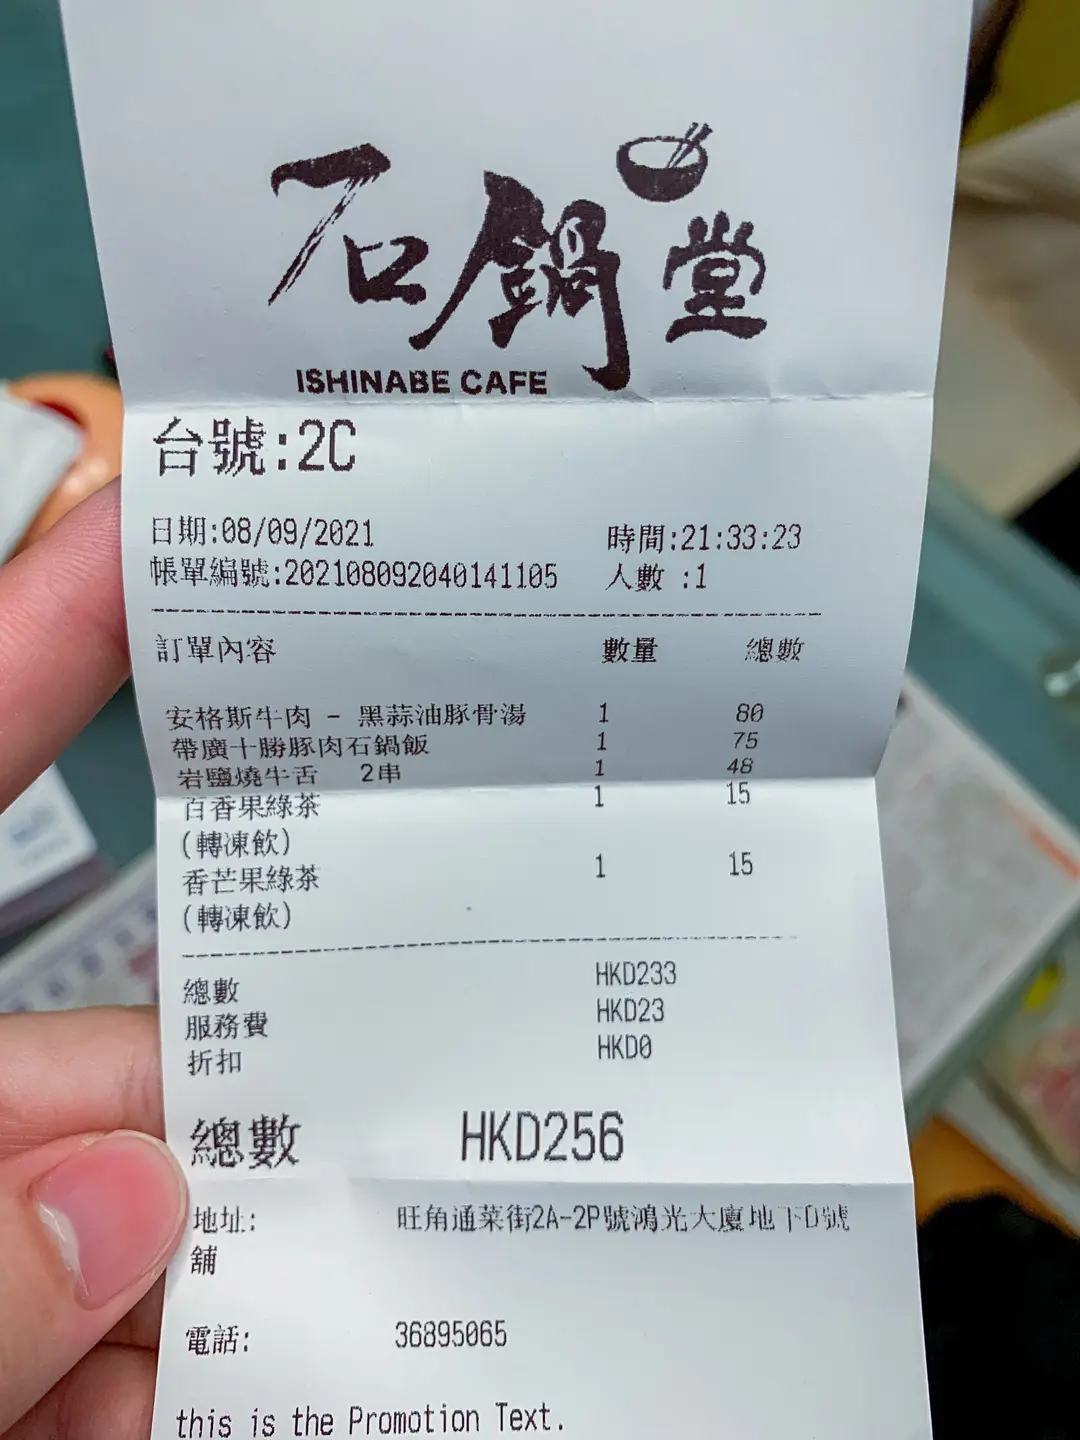 石鍋堂
ISHINABE CAFE
台號:2C
日期:08/09/2021 時間:21:33:23
帳單編號:202108092040141105 人數 :1
訂單內容 數量 總數
安格斯牛肉 - 黑蒜油豚骨湯 1 80
帶廣十勝豚肉石鍋飯 1 75
岩鹽燒牛舌 2串 1 48
百香果綠茶 1 15
(轉凍飲)
香芒果綠茶 1 15
(轉凍飲)
總數 HKD233
服務費 HKD23
折扣 HKD0
總數 HKD256
地址: 旺角通菜街2A-2P號鴻光大廈地下D號
舖
電話: 36895065
this is the Promotion Text.